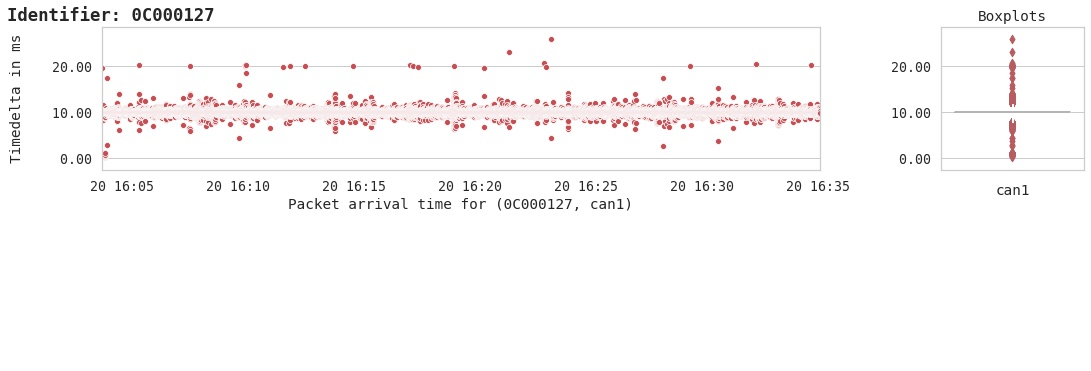 Identifier: 0C000127
Boxplots
Timedelta in ms
20.00
10.00
0.00
20 16:05 20 16:10 20 16:15 20 16:20 20 16:25 20 16:30 20 16:35
Packet arrival time for (0C000127, can1)
20.00
10.00
0.00
can1